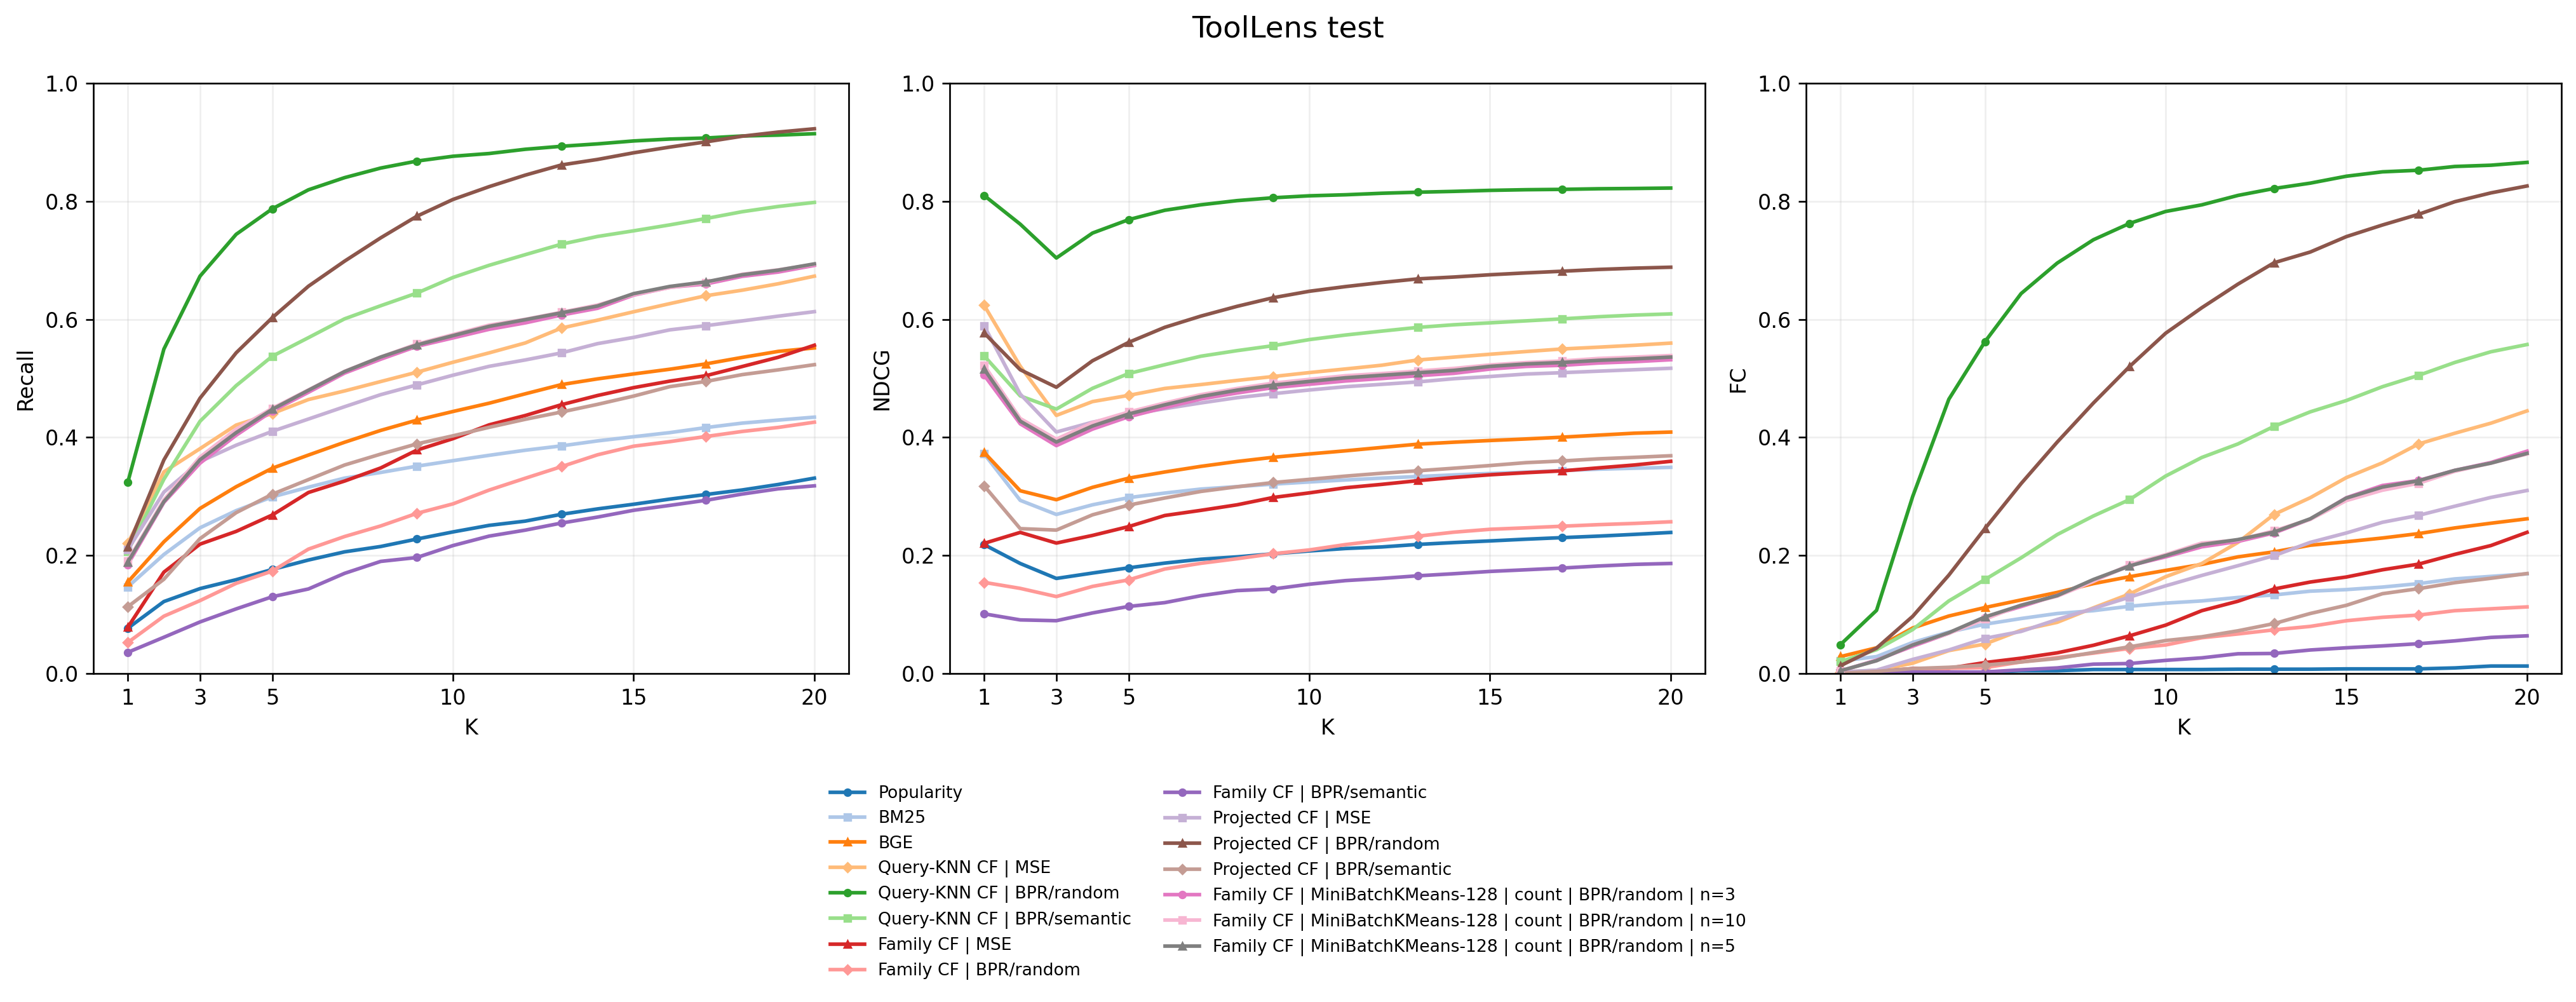 ToolLens test
1.0
0.8
0.6
0.4
0.2
0.0
Recall
1 3 5 10 15 20
K
1.0
0.8
0.6
0.4
0.2
0.0
NDCG
1 3 5 10 15 20
K
1.0
0.8
0.6
0.4
0.2
0.0
FC
1 3 5 10 15 20
K
Popularity
BM25
BGE
Query-KNN CF | MSE
Query-KNN CF | BPR/random
Query-KNN CF | BPR/semantic
Family CF | MSE
Family CF | BPR/random
Family CF | BPR/semantic
Projected CF | MSE
Projected CF | BPR/random
Projected CF | BPR/semantic
Family CF | MiniBatchKMeans-128 | count | BPR/random | n=3
Family CF | MiniBatchKMeans-128 | count | BPR/random | n=10
Family CF | MiniBatchKMeans-128 | count | BPR/random | n=5